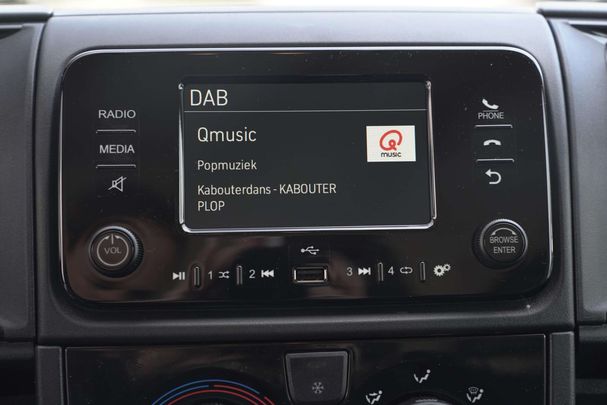 DAB
RADIO
PHONE
Qmusic
music
MEDIA
Popmuziek
Kabouterdans - KABOUTER
PLOP
VOL
BROWSE
ENTER
1 2 3 4